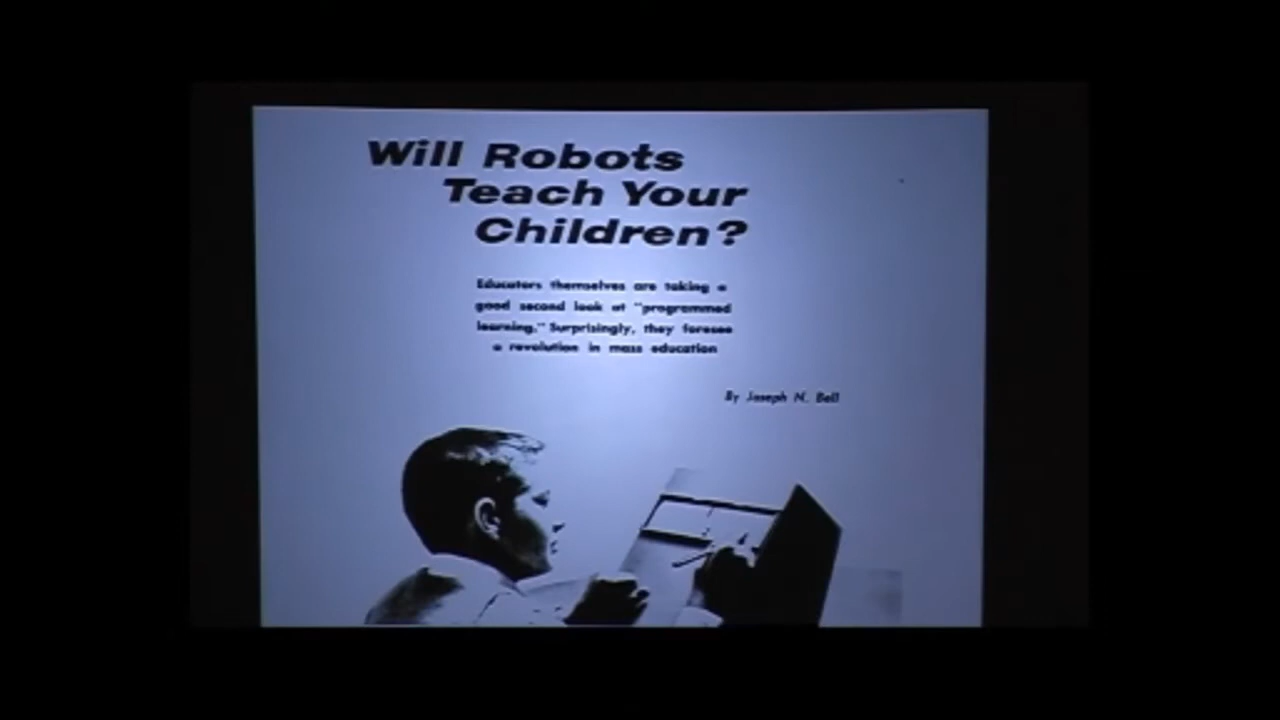 Will Robots
Teach Your
Children?
Educators themselves are taking a
good second look at "programmed
learning." Surprisingly, they foresee
a revolution in mass education
By Joseph N. Bell